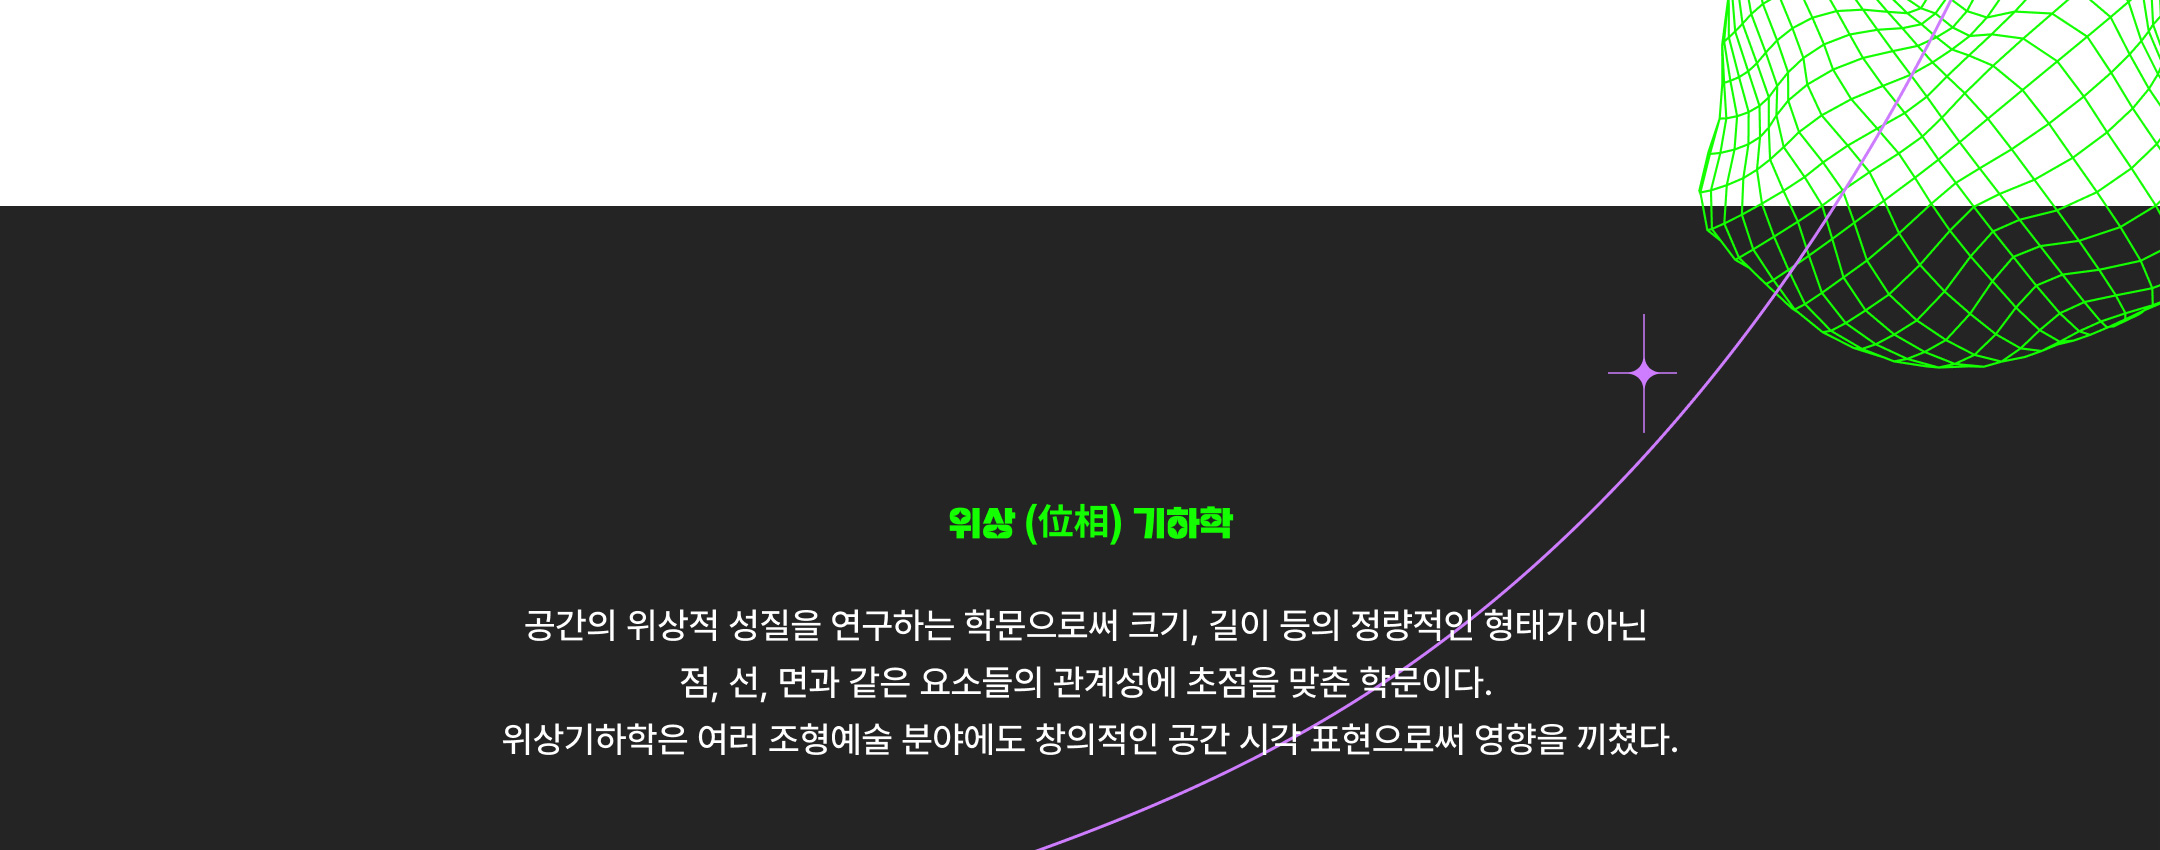 위상 (位相) 기하학
공간의 위상적 성질을 연구하는 학문으로써 크기, 길이 등의 정량적인 형태가 아닌
점, 선, 면과 같은 요소들의 관계성에 초점을 맞춘 학문이다.
위상기하학은 여러 조형예술 분야에도 창의적인 공간 시각 표현으로써 영향을 끼쳤다.